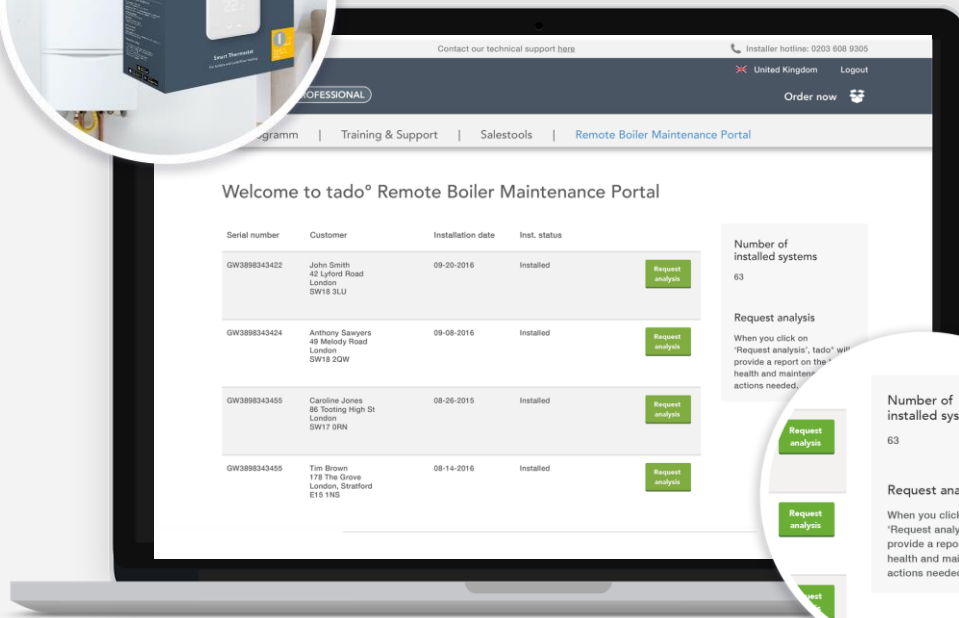 Smart Thermostat
Contact our technical support here
Installer hotline: 0203 608 9305
United Kingdom Logout
OFESSIONAL)
Order now
gramm | Training & Support | Salestools | Remote Boiler Maintenance Portal
Welcome to tado° Remote Boiler Maintenance Portal
Serial number Customer Installation date Inst. status
GW3898343422 John Smith 09-20-2016 Installed
42 Lyford Road
London
SW18 3LU
Request
analysis
GW3898343424 Anthony Sawyers 09-08-2016 Installed
49 Melody Road
London
SW18 2QW
Request
analysis
GW3898343455 Caroline Jones 08-26-2015 Installed
86 Tooting High St
London
SW17 0RN
Request
analysis
GW3898343455 Tim Brown 08-14-2016 Installed
178 The Grove
London, Stratford
E15 1NS
Request
analysis
Number of
installed systems
63
Request analysis
When you click on
'Request analysis', tado° will
provide a report on the
health and mainten
actions needed.
Request
analysis
Request
analysis
Number of
installed sys
63
Request ana
When you click
'Request analy
provide a repo
health and mai
actions needed